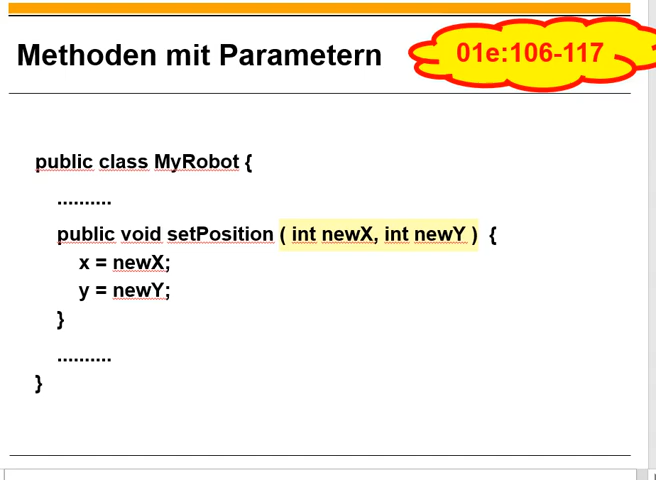 Methoden mit Parametern
01e:106-117
public class MyRobot {
..........
public void setPosition ( int newX, int newY ) {
x = newX;
y = newY;
}
..........
}